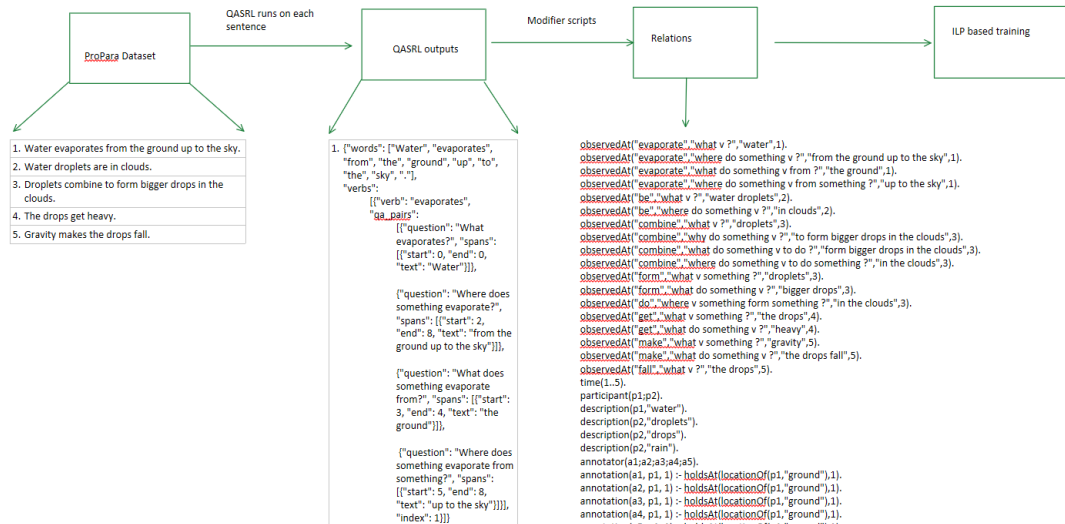 QASRL runs on each
sentence
Modifier scripts
ProPara Dataset
QASRL outputs
Relations
ILP based training
1. Water evaporates from the ground up to the sky.
2. Water droplets are in clouds.
3. Droplets combine to form bigger drops in the
clouds.
4. The drops get heavy.
5. Gravity makes the drops fall.
1. {"words": ["Water", "evaporates",
"from", "the", "ground", "up", "to",
"the", "sky", "."],
"verbs":
[{"verb": "evaporates",
"qa_pairs":
[{"question": "What
evaporates?", "spans":
[{"start": 0, "end": 0,
"text": "Water"}]},
{"question": "Where does
something evaporate?",
"spans": [{"start": 2,
"end": 8, "text": "from the
ground up to the sky"}]},
{"question": "What does
something evaporate
from?", "spans": [{"start":
3, "end": 4, "text": "the
ground"}]},
{"question": "Where does
something evaporate from
something?", "spans":
[{"start": 5, "end": 8,
"text": "up to the sky"}]}],
"index": 1}]}
observedAt("evaporate","what v ?","water",1).
observedAt("evaporate","where do something v ?","from the ground up to the sky",1).
observedAt("evaporate","what do something v from ?","the ground",1).
observedAt("evaporate","where do something v from something ?","up to the sky",1).
observedAt("be","what v ?","water droplets",2).
observedAt("be","where do something v ?","in clouds",2).
observedAt("combine","what v ?","droplets",3).
observedAt("combine","why do something v ?","to form bigger drops in the clouds",3).
observedAt("combine","what do something v to do ?","form bigger drops in the clouds",3).
observedAt("combine","where do something v to do something ?","in the clouds",3).
observedAt("form","what v something ?","droplets",3).
observedAt("form","what do something v ?","bigger drops",3).
observedAt("do","where v something form something ?","in the clouds",3).
observedAt("get","what v something ?","the drops",4).
observedAt("get","what do something v ?","heavy",4).
observedAt("make","what v something ?","gravity",5).
observedAt("make","what do something v ?","the drops fall",5).
observedAt("fall","what v ?","the drops",5).
time(1..5).
participant(p1;p2).
description(p1,"water").
description(p2,"droplets").
description(p2,"drops").
description(p2,"rain").
annotator(a1;a2;a3;a4;a5).
annotation(a1, p1, 1) :- holdsAt(locationOf(p1,"ground"),1).
annotation(a2, p1, 1) :- holdsAt(locationOf(p1,"ground"),1).
annotation(a3, p1, 1) :- holdsAt(locationOf(p1,"ground"),1).
annotation(a4, p1, 1) :- holdsAt(locationOf(p1,"ground"),1).